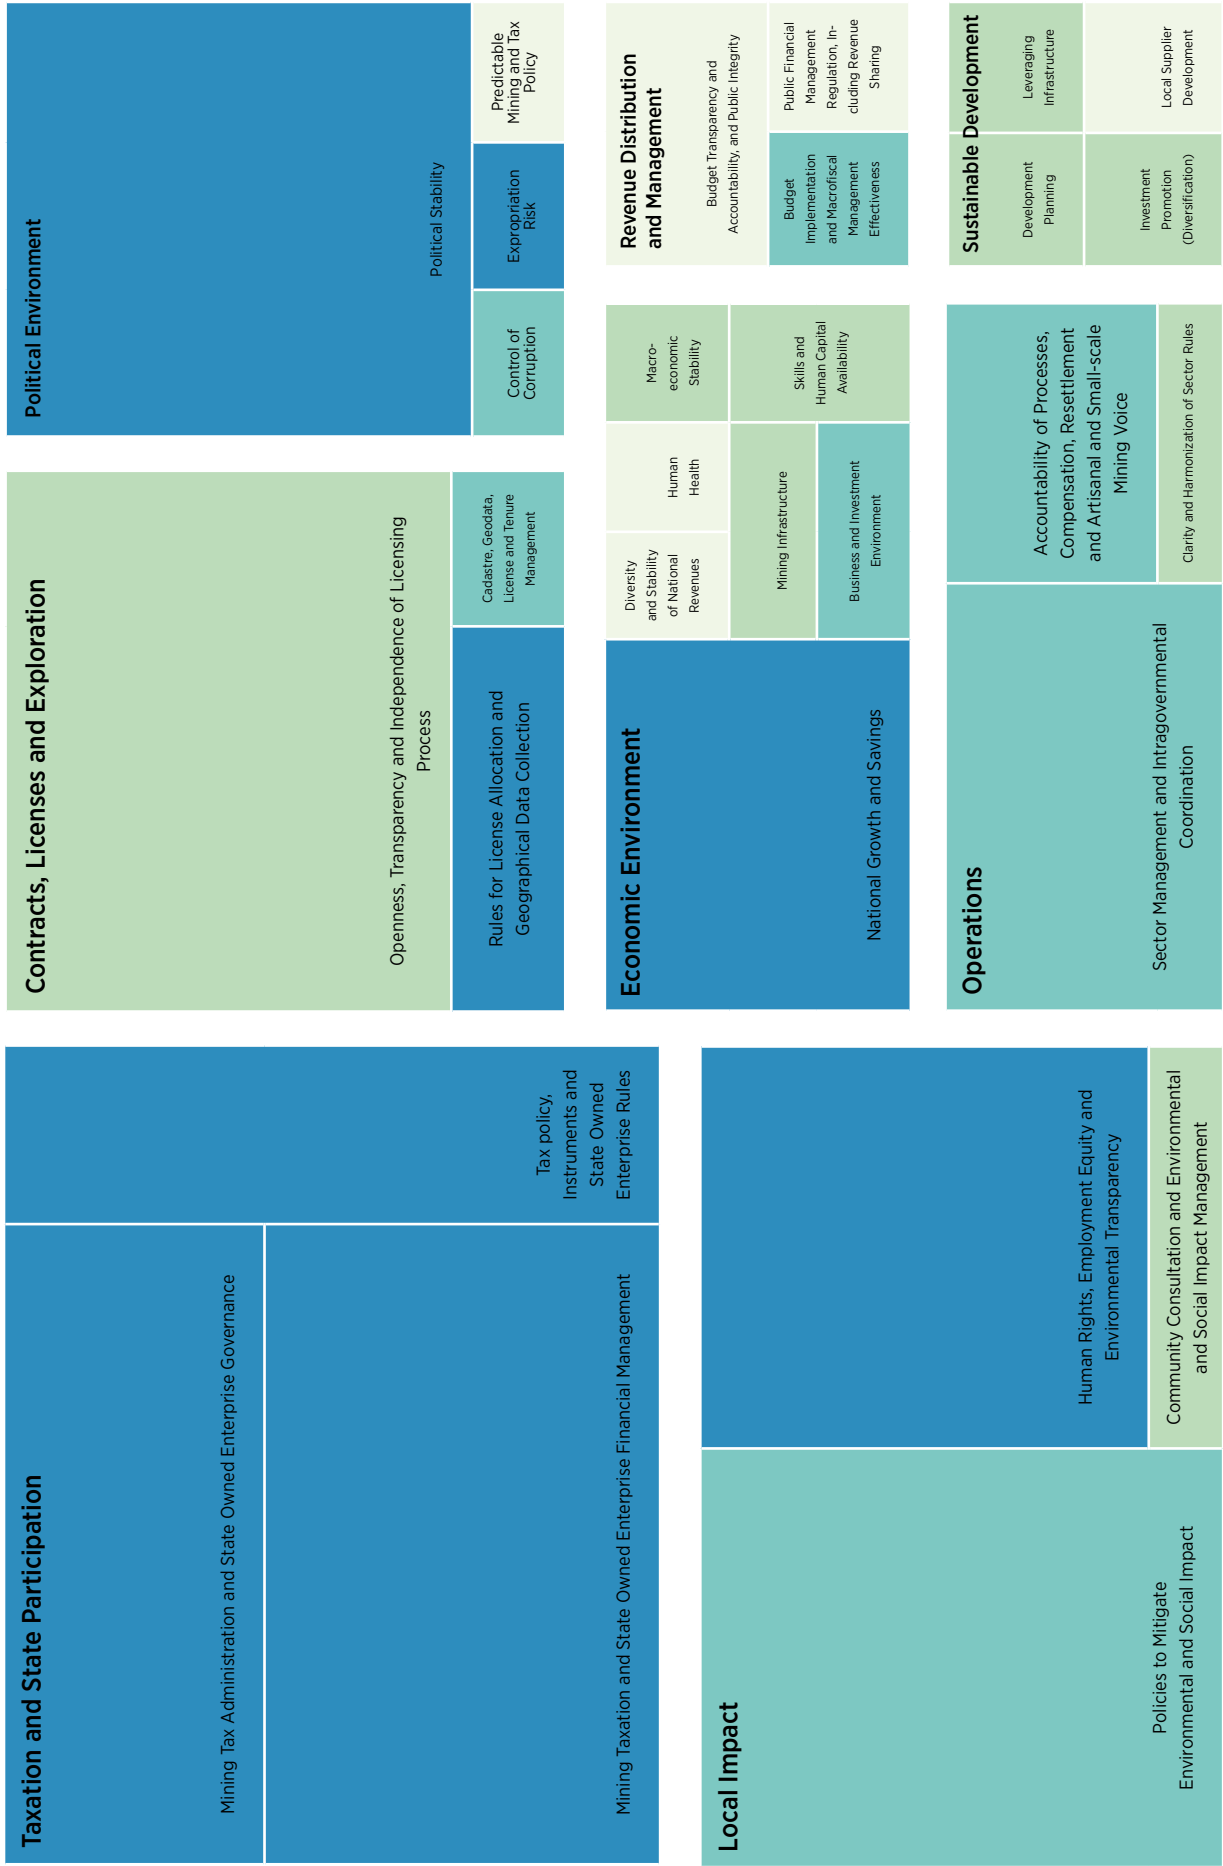 Taxation and State Participation
Mining Tax Administration and State Owned Enterprise Governance
Mining Taxation and State Owned Enterprise Financial Management
Tax policy,
Instruments and
State Owned
Enterprise Rules
Contracts, Licenses and Exploration
Openness, Transparency and Independence of Licensing
Process
Rules for License Allocation and
Geographical Data Collection
Cadastre, Geodata,
License and Tenure
Management
Political Environment
Political Stability
Control of
Corruption
Expropriation
Risk
Predictable
Mining and Tax
Policy
Local Impact
Policies to Mitigate
Environmental and Social Impact
Human Rights, Employment Equity and
Environmental Transparency
Community Consultation and Environmental
and Social Impact Management
Economic Environment
National Growth and Savings
Diversity
and Stability
of National
Revenues
Human
Health
Macro-
economic
Stability
Mining Infrastructure
Business and Investment
Environment
Skills and
Human Capital
Availability
Revenue Distribution
and Management
Budget Transparency and
Accountability, and Public Integrity
Budget
Implementation
and Macrofiscal
Management
Effectiveness
Public Financial
Management
Regulation, In-
cluding Revenue
Sharing
Operations
Sector Management and Intragovernmental
Coordination
Accountability of Processes,
Compensation, Resettlement
and Artisanal and Small-scale
Mining Voice
Clarity and Harmonization of Sector Rules
Sustainable Development
Development
Planning
Leveraging
Infrastructure
Investment
Promotion
(Diversification)
Local Supplier
Development